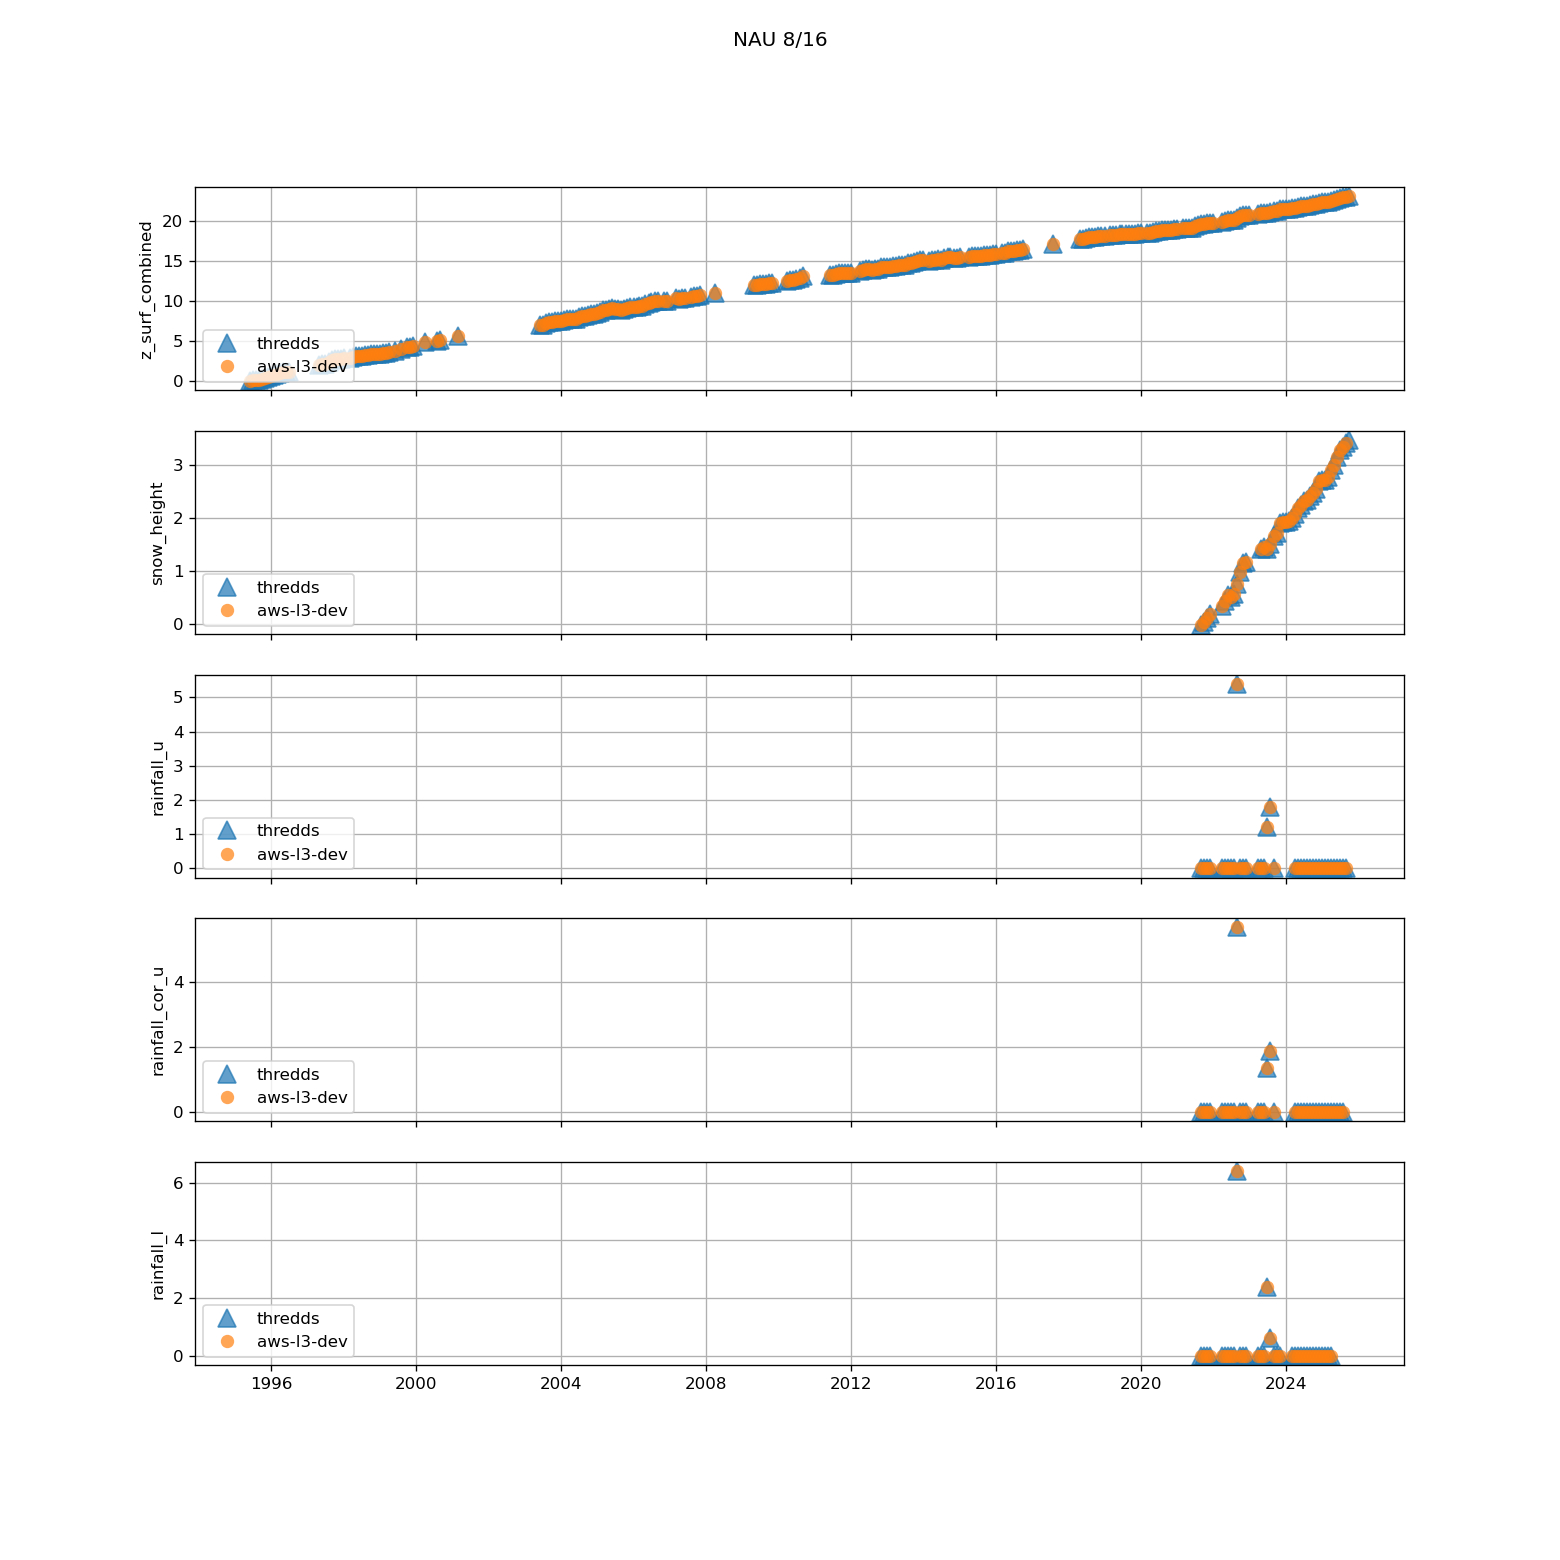 NAU 8/16
z_surf_combined
20
15
10
5
0
thredds
aws-l3-dev
snow_height
3
2
1
0
thredds
aws-l3-dev
rainfall_u
5
4
3
2
1
0
thredds
aws-l3-dev
rainfall_cor_u
4
2
0
thredds
aws-l3-dev
rainfall_l
6
4
2
0
thredds
aws-l3-dev
1996 2000 2004 2008 2012 2016 2020 2024